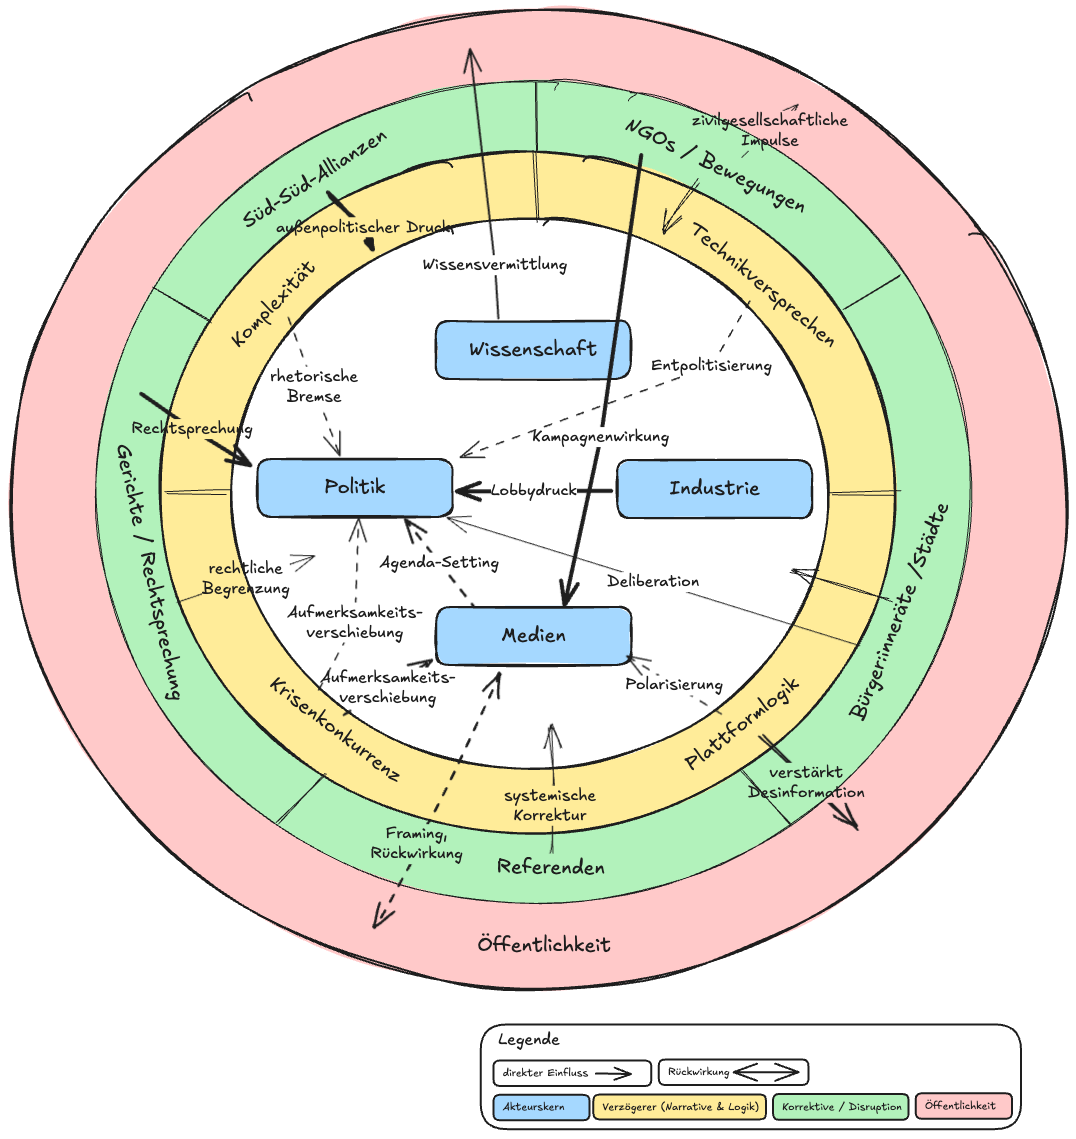 zivilgesellschaftliche
Impulse
NGOs / Bewegungen
Süd-Süd-Allianzen
außenpolitischer Druck
Technikversprechen
Wissensvermittlung
Komplexität
Wissenschaft
Entpolitisierung
rhetorische
Bremse
Rechtsprechung
Kampagnenwirkung
Politik
Lobbydruck
Industrie
Gerichte / Rechtsprechung
Agenda-Setting
rechtliche
Begrenzung
Deliberation
Bürger:inneräte /Städte
Aufmerksamkeits-
verschiebung
Medien
Aufmerksamkeits-
verschiebung
Polarisierung
Krisenkonkurrenz
Plattformlogik
verstärkt
Desinformation
systemische
Korrektur
Framing,
Rückwirkung
Referenden
Öffentlichkeit
Legende
direkter Einfluss
Rückwirkung
Akteurskern
Verzögerer (Narrative & Logik)
Korrektive / Disruption
Öffentlichkeit